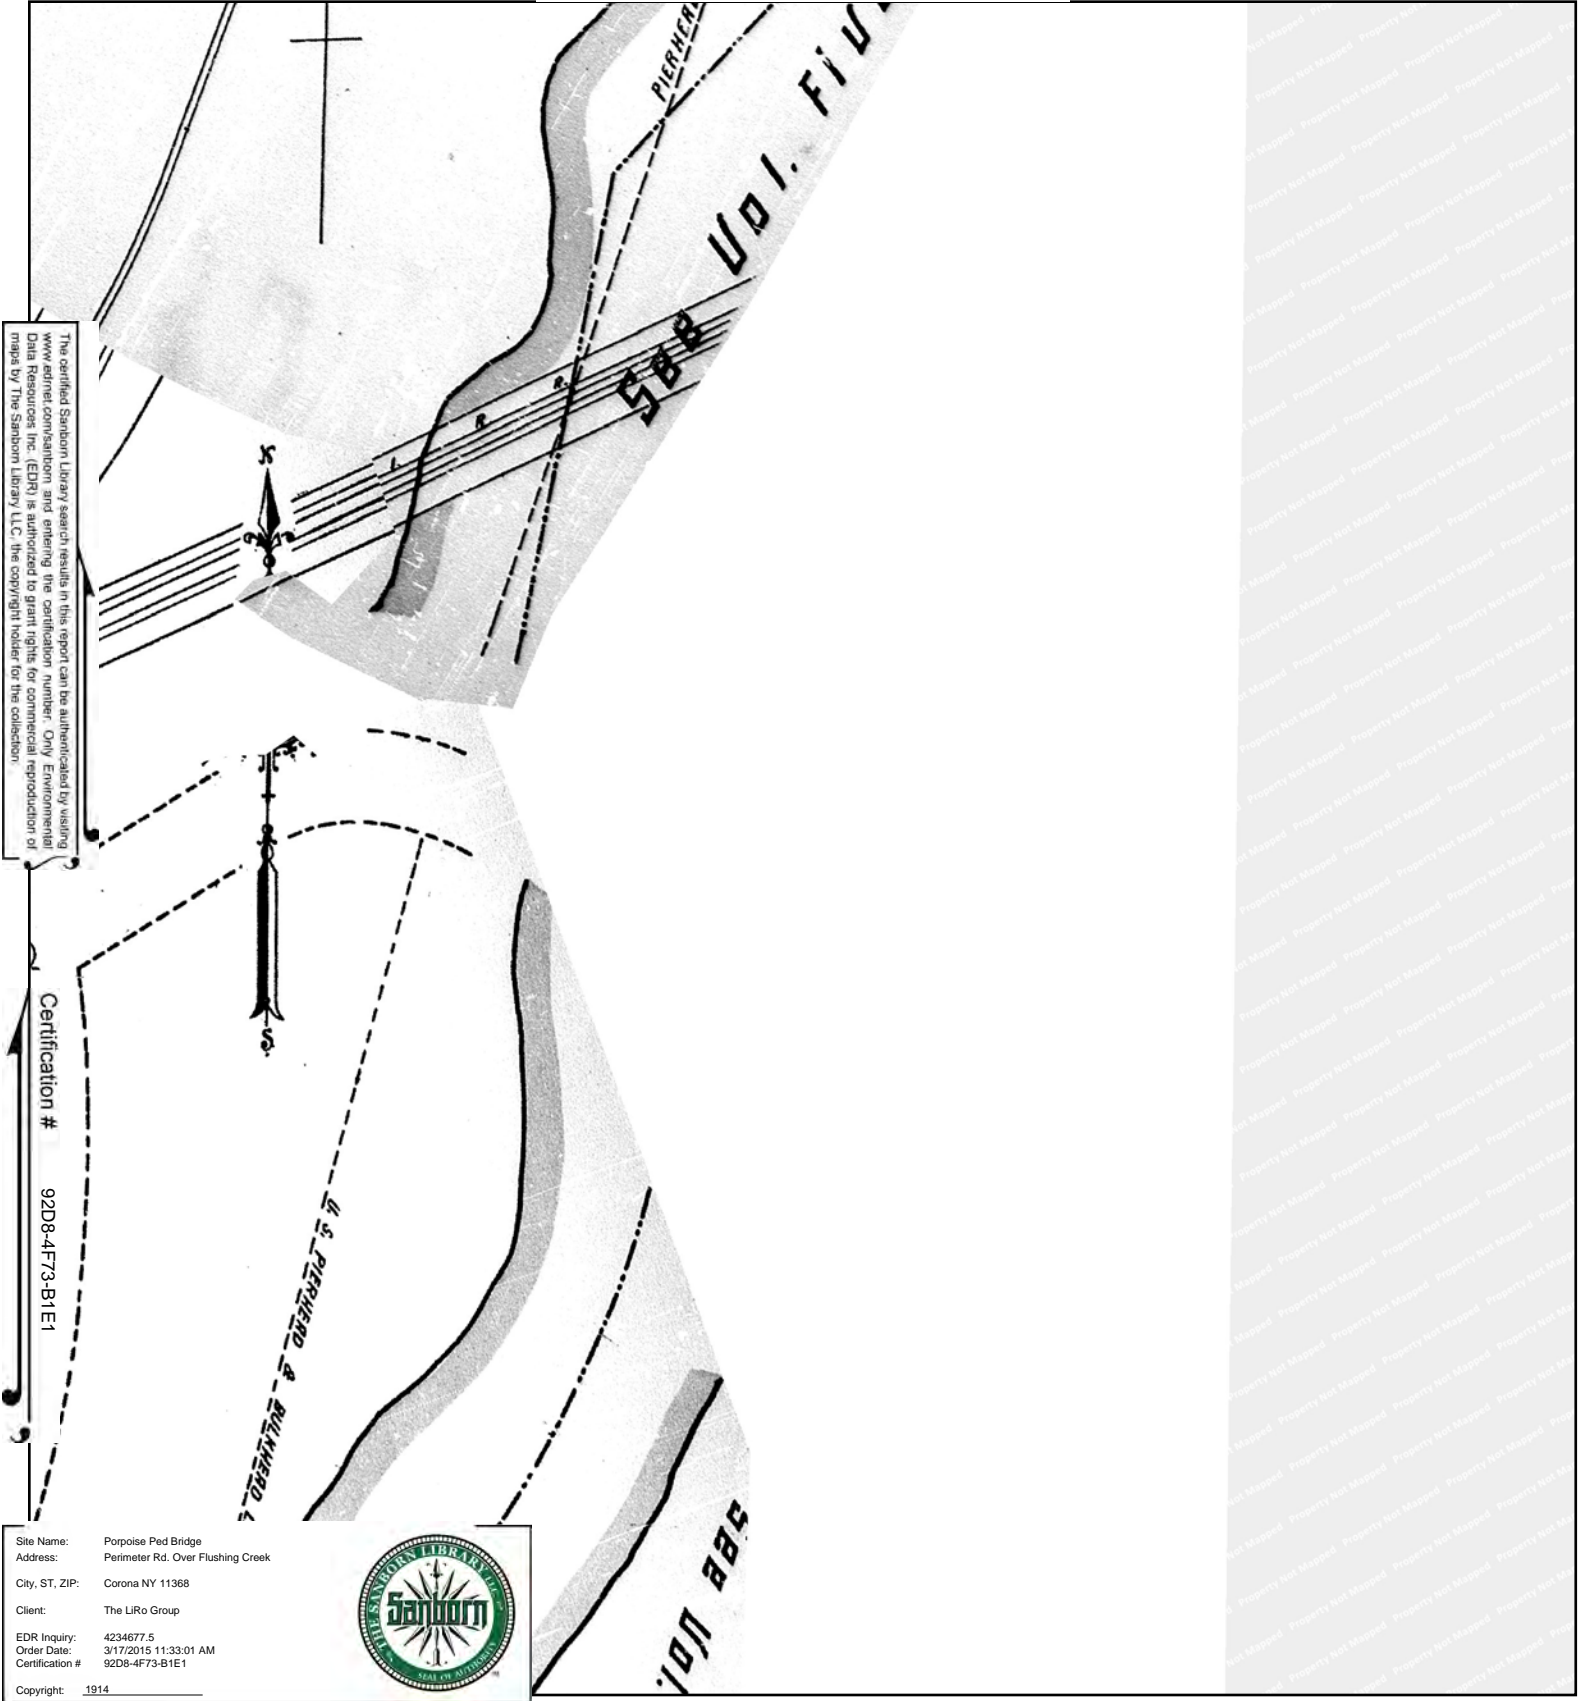 PIERHEAD
See Vol. Five
L. R. R.
N
The certified Sanborn Library search results in this report can be authenticated by visiting
www.edrnet.com/sanborn and entering the certification number. Only Environmental
Data Resources Inc. (EDR) is authorized to grant rights for commercial reproduction of
maps by The Sanborn Library LLC, the copyright holder for the collection.
S
Certification # 92D8-4F73-B1E1
U. S. PIERHEAD & BULKHEAD L
See Vol.
Site Name: Porpoise Ped Bridge
Address: Perimeter Rd. Over Flushing Creek
City, ST, ZIP: Corona NY 11368
Client: The LiRo Group
EDR Inquiry: 4234677.5
Order Date: 3/17/2015 11:33:01 AM
Certification # 92D8-4F73-B1E1
Copyright: 1914
THE SANBORN LIBRARY LLC
Sanborn
SEAL OF AUTHORITY
Property Not Mapped